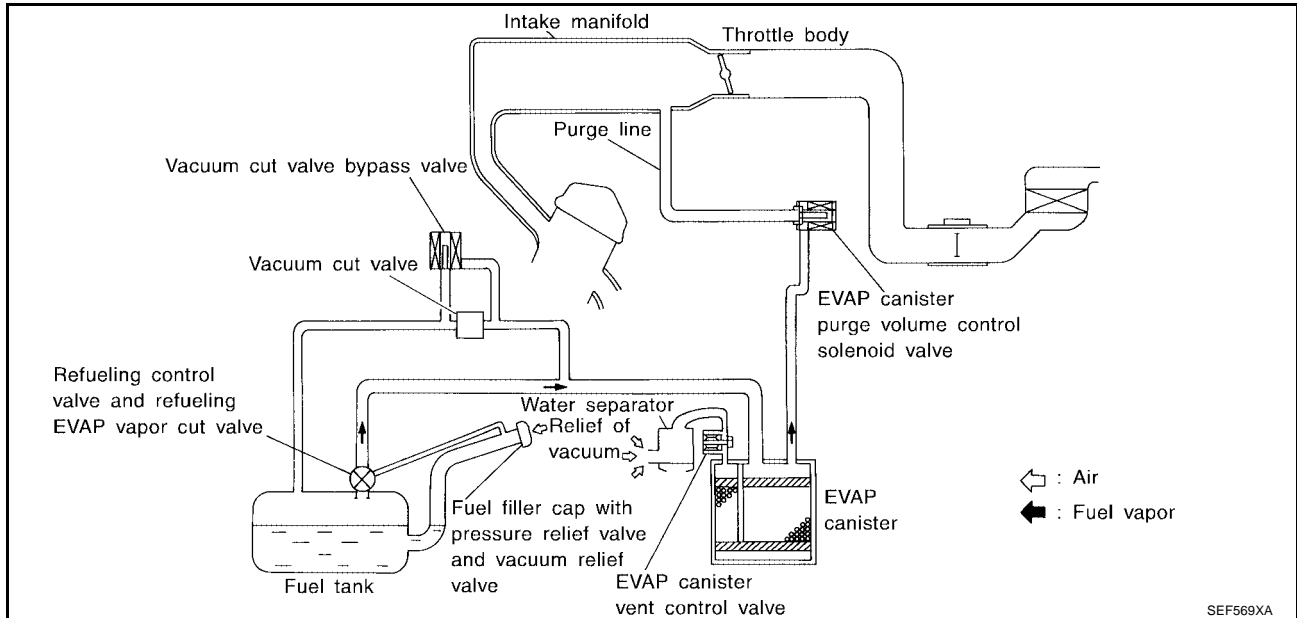 Intake manifold
Throttle body
Purge line
Vacuum cut valve bypass valve
Vacuum cut valve
EVAP canister
purge volume control
solenoid valve
Refueling control
valve and refueling
EVAP vapor cut valve
Water separator
Relief of
vacuum
Fuel filler cap with
pressure relief valve
and vacuum relief
valve
Fuel tank
EVAP
canister
EVAP canister
vent control valve
: Air
: Fuel vapor
SEF569XA